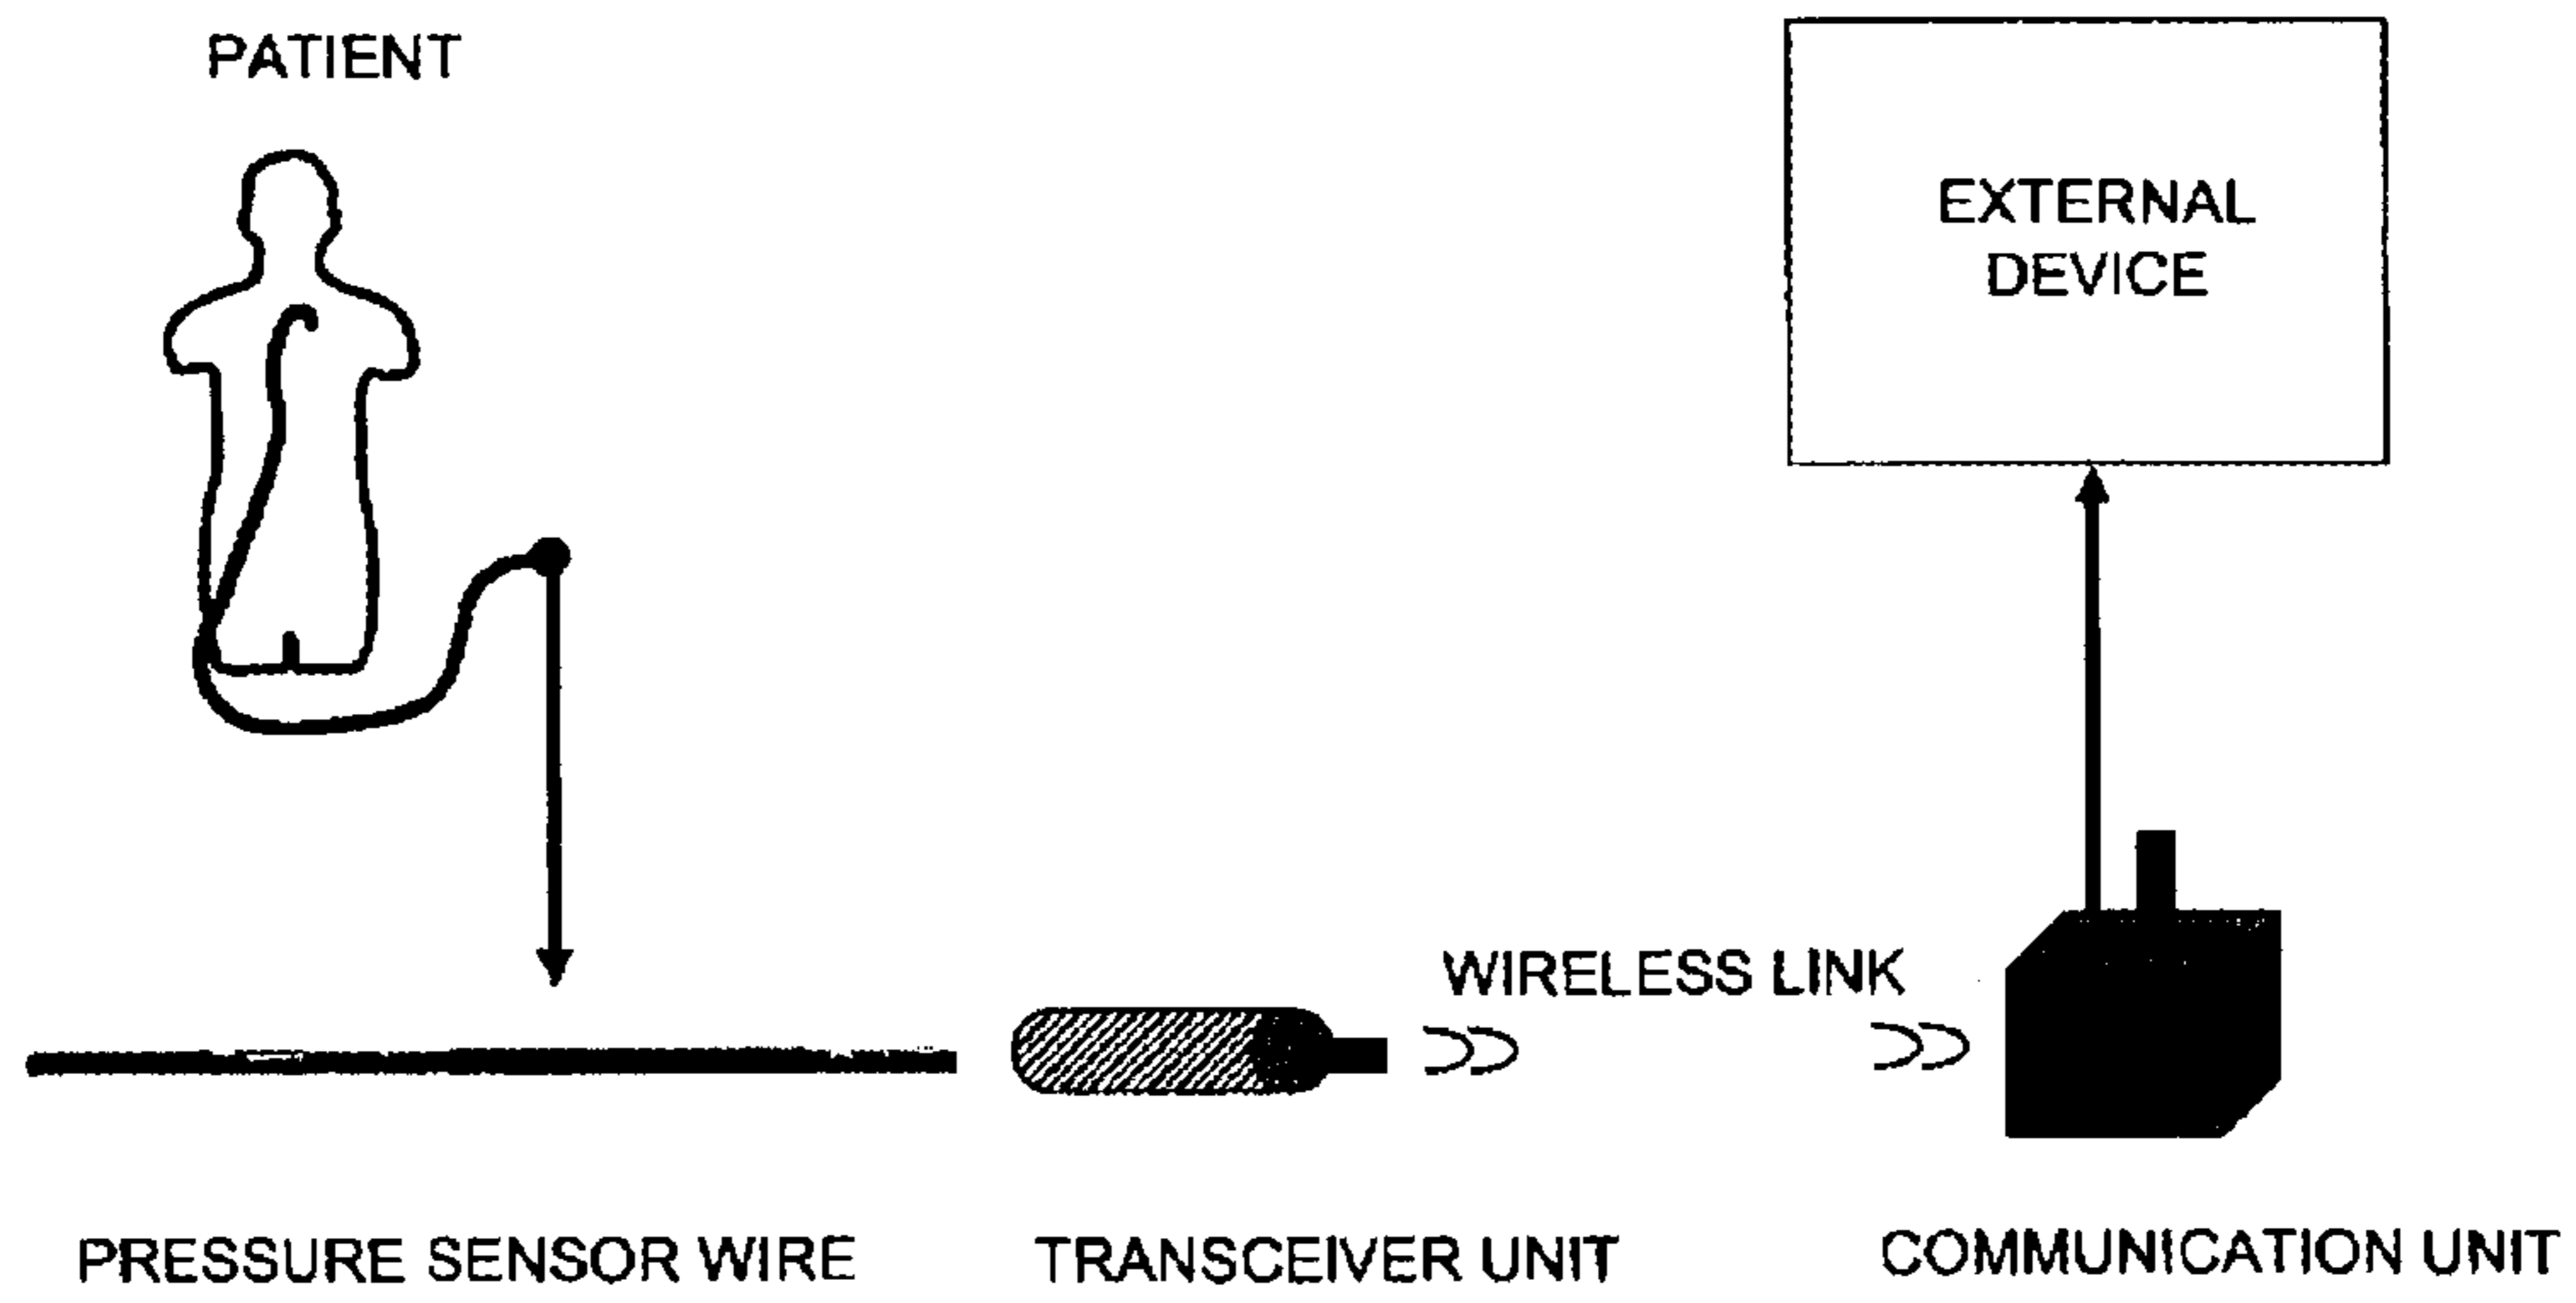 PATIENT
EXTERNAL
DEVICE
WIRELESS LINK
PRESSURE SENSOR WIRE
TRANSCEIVER UNIT
COMMUNICATION UNIT